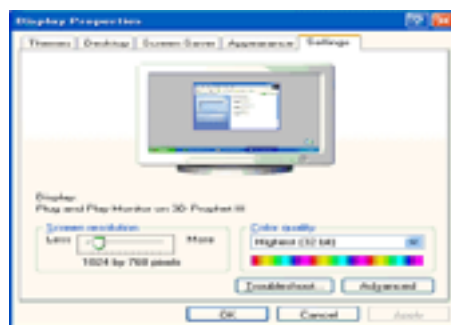 Display Properties
Themes Desktop Screen Saver Appearance Settings
Display:
Plug and Play Monitor on 3D Prophet III
Screen resolution Color quality
Less More Highest (32 bit)
1024 by 768 pixels
Troubleshoot... Advanced
OK Cancel Apply